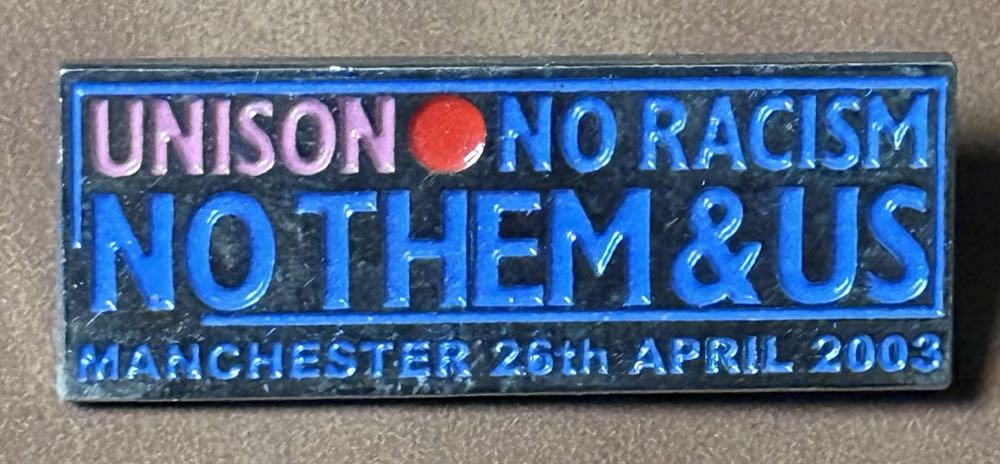 UNISON NO RACISM
NO THEM & US
MANCHESTER 26th APRIL 2003